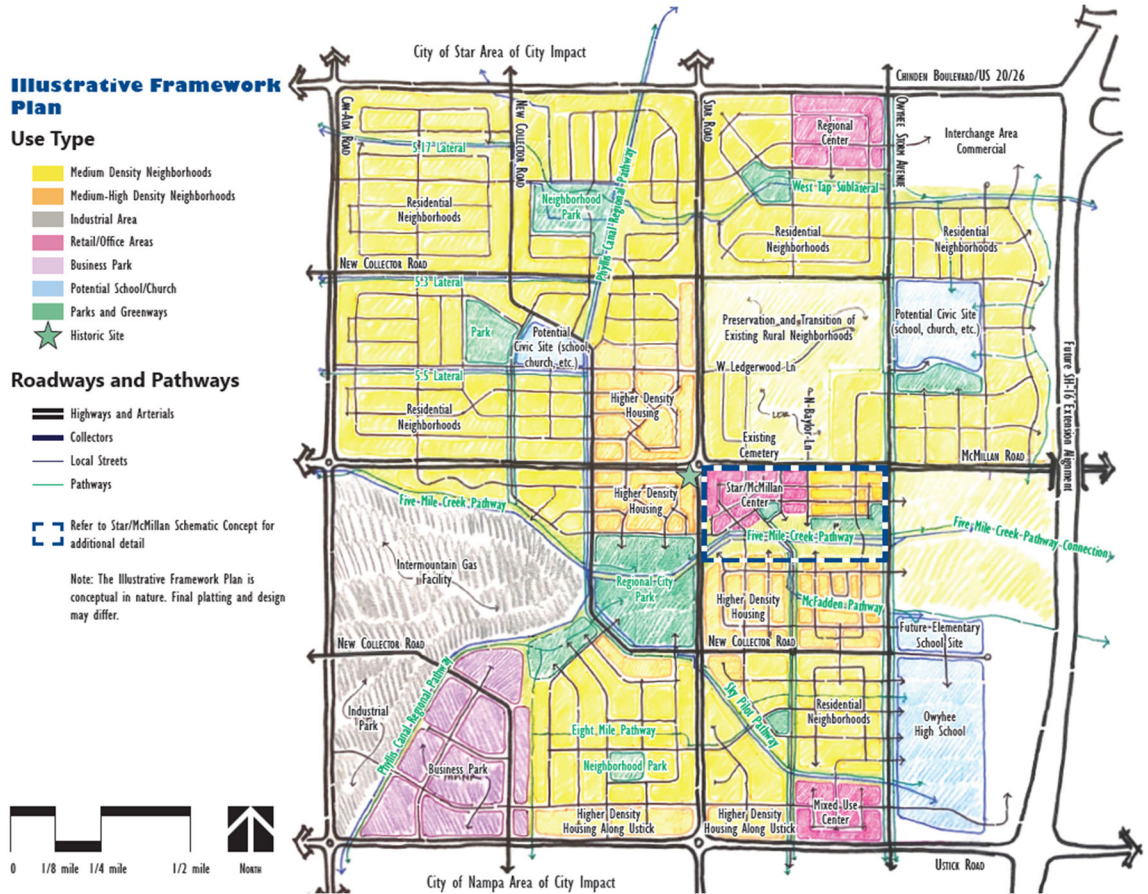 Illustrative Framework
Plan
Use Type
Medium Density Neighborhoods
Medium-High Density Neighborhoods
Industrial Area
Retail/Office Areas
Business Park
Potential School/Church
Parks and Greenways
Historic Site
Roadways and Pathways
Highways and Arterials
Collectors
Local Streets
Pathways
Refer to Star/McMillan Schematic Concept for
additional detail
Note: The Illustrative Framework Plan is
conceptual in nature. Final platting and design
may differ.
0 1/8 mile 1/4 mile 1/2 mile
North
City of Star Area of City Impact
Chinden Boulevard/US 20/26
Can-Ada Road
New Collector Road
Star Road
Owyhee Storm Avenue
Phyllis Canal Regional Pathway
S.17 Lateral
Regional
Center
Interchange Area
Commercial
Neighborhood
Park
West Tap Sublateral
Residential
Neighborhoods
Residential
Neighborhoods
Residential
Neighborhoods
New Collector Road
S.3 Lateral
Park
Potential
Civic Site (school,
church, etc.)
Preservation and Transition of
Existing Rural Neighborhoods
Potential Civic Site
(school, church, etc.)
S.5 Lateral
W Ledgerwood Ln
N Baylor Ln
LDR
Future SH-16 Extension Alignment
Residential
Neighborhoods
Higher Density
Housing
Existing
Cemetery
McMillan Road
Five Mile Creek Pathway
Higher Density
Housing
Star/McMillan
Center
Five Mile Creek Pathway
Five Mile Creek Pathway Connection
Intermountain Gas
Facility
Regional City
Park
Higher Density
Housing
McFadden Pathway
Future Elementary
School Site
New Collector Road
New Collector Road
Phyllis Canal Regional Pathway
Sky Pilot Pathway
Industrial
Park
Business Park
Eight Mile Pathway
Neighborhood Park
Residential
Neighborhoods
Owyhee
High School
Mixed Use
Center
Higher Density
Housing Along Ustick
Higher Density
Housing Along Ustick
Ustick Road
City of Nampa Area of City Impact